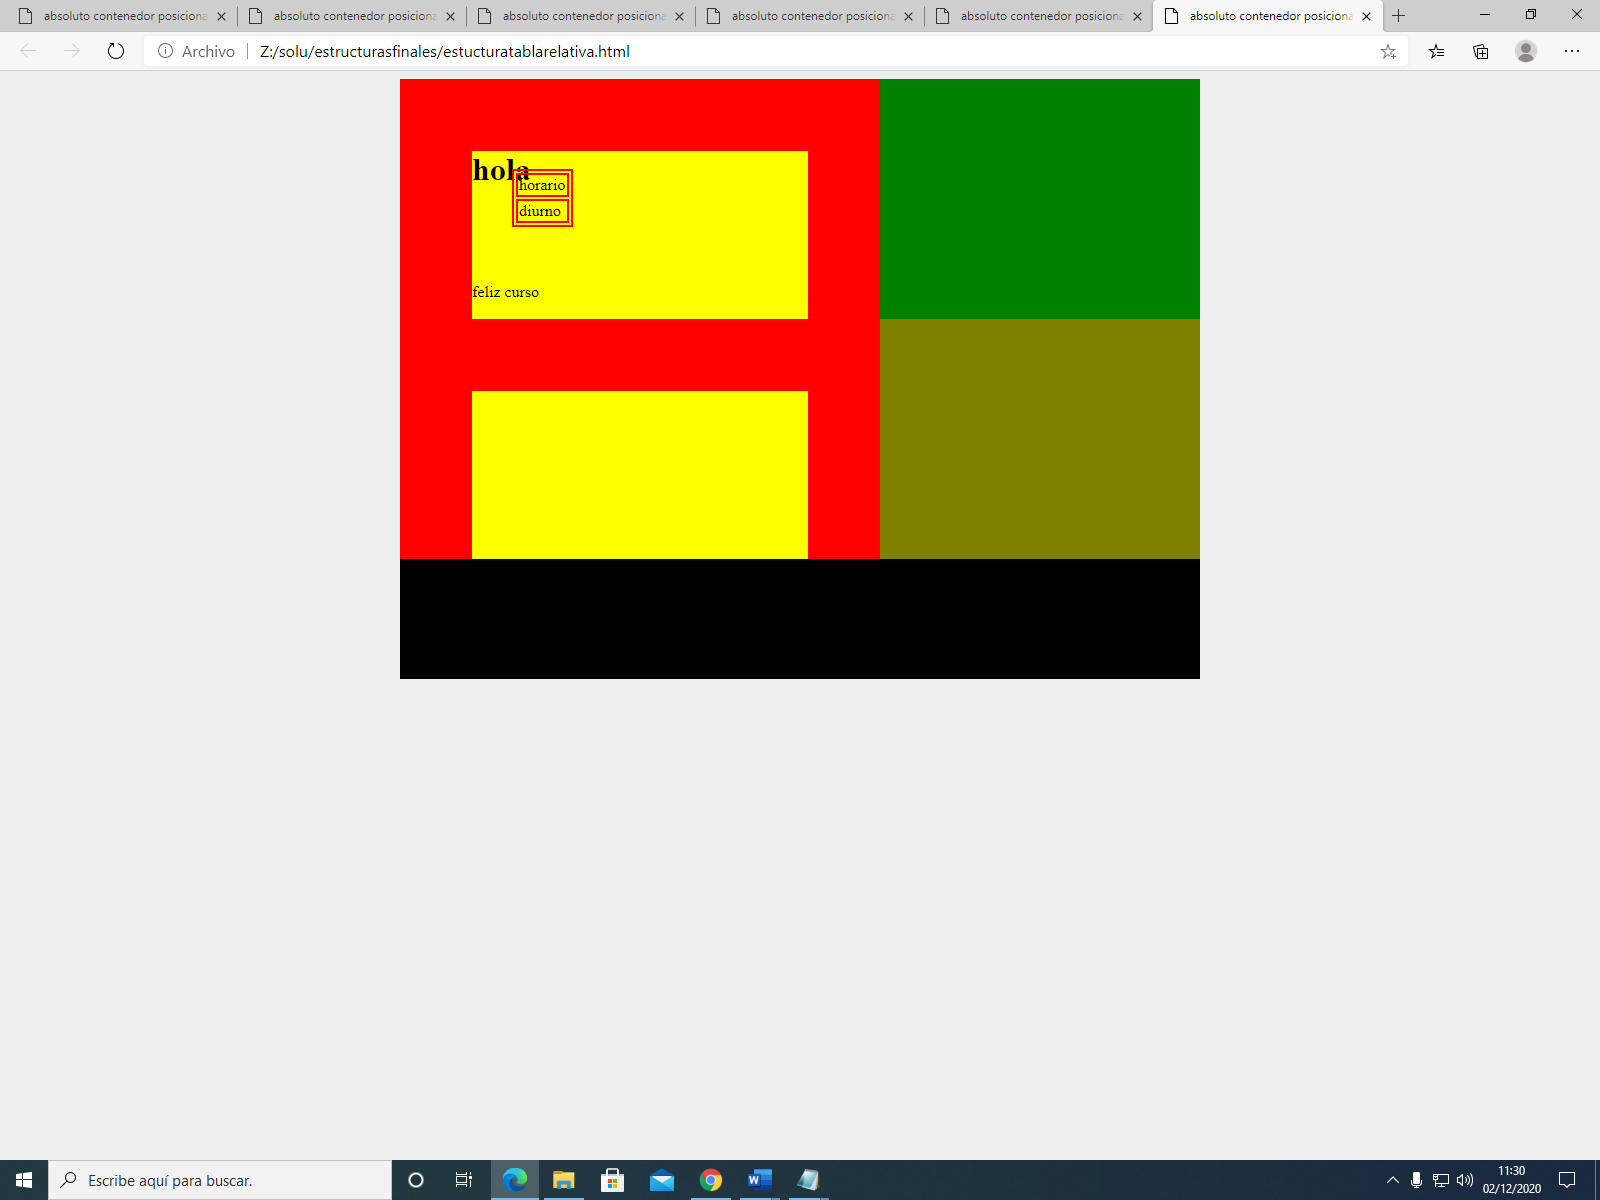 absoluto contenedor posiciona
absoluto contenedor posiciona
absoluto contenedor posiciona
absoluto contenedor posiciona
absoluto contenedor posiciona
absoluto contenedor posiciona
Archivo
Z:/solu/estructurasfinales/estucturatablarelativa.html
hola
horario
diurno
feliz curso
Escribe aquí para buscar.
11:30
02/12/2020